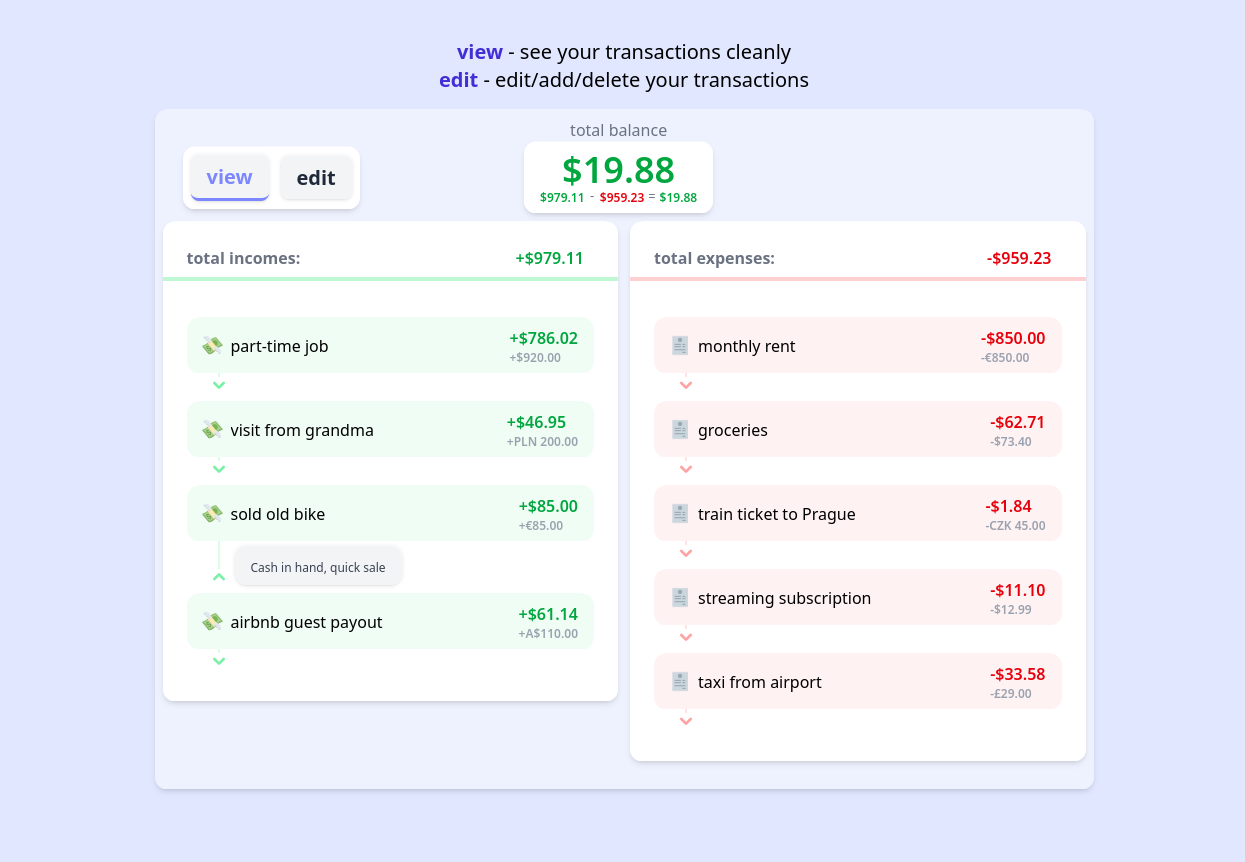 view - see your transactions cleanly
edit - edit/add/delete your transactions
total balance
view
edit
$19.88
$979.11 - $959.23 = $19.88
total incomes: +$979.11
part-time job +$786.02
+$920.00
visit from grandma +$46.95
+PLN 200.00
sold old bike +$85.00
+€85.00
Cash in hand, quick sale
airbnb guest payout +$61.14
+A$110.00
total expenses: -$959.23
monthly rent -$850.00
-€850.00
groceries -$62.71
-$73.40
train ticket to Prague -$1.84
-CZK 45.00
streaming subscription -$11.10
-$12.99
taxi from airport -$33.58
-£29.00